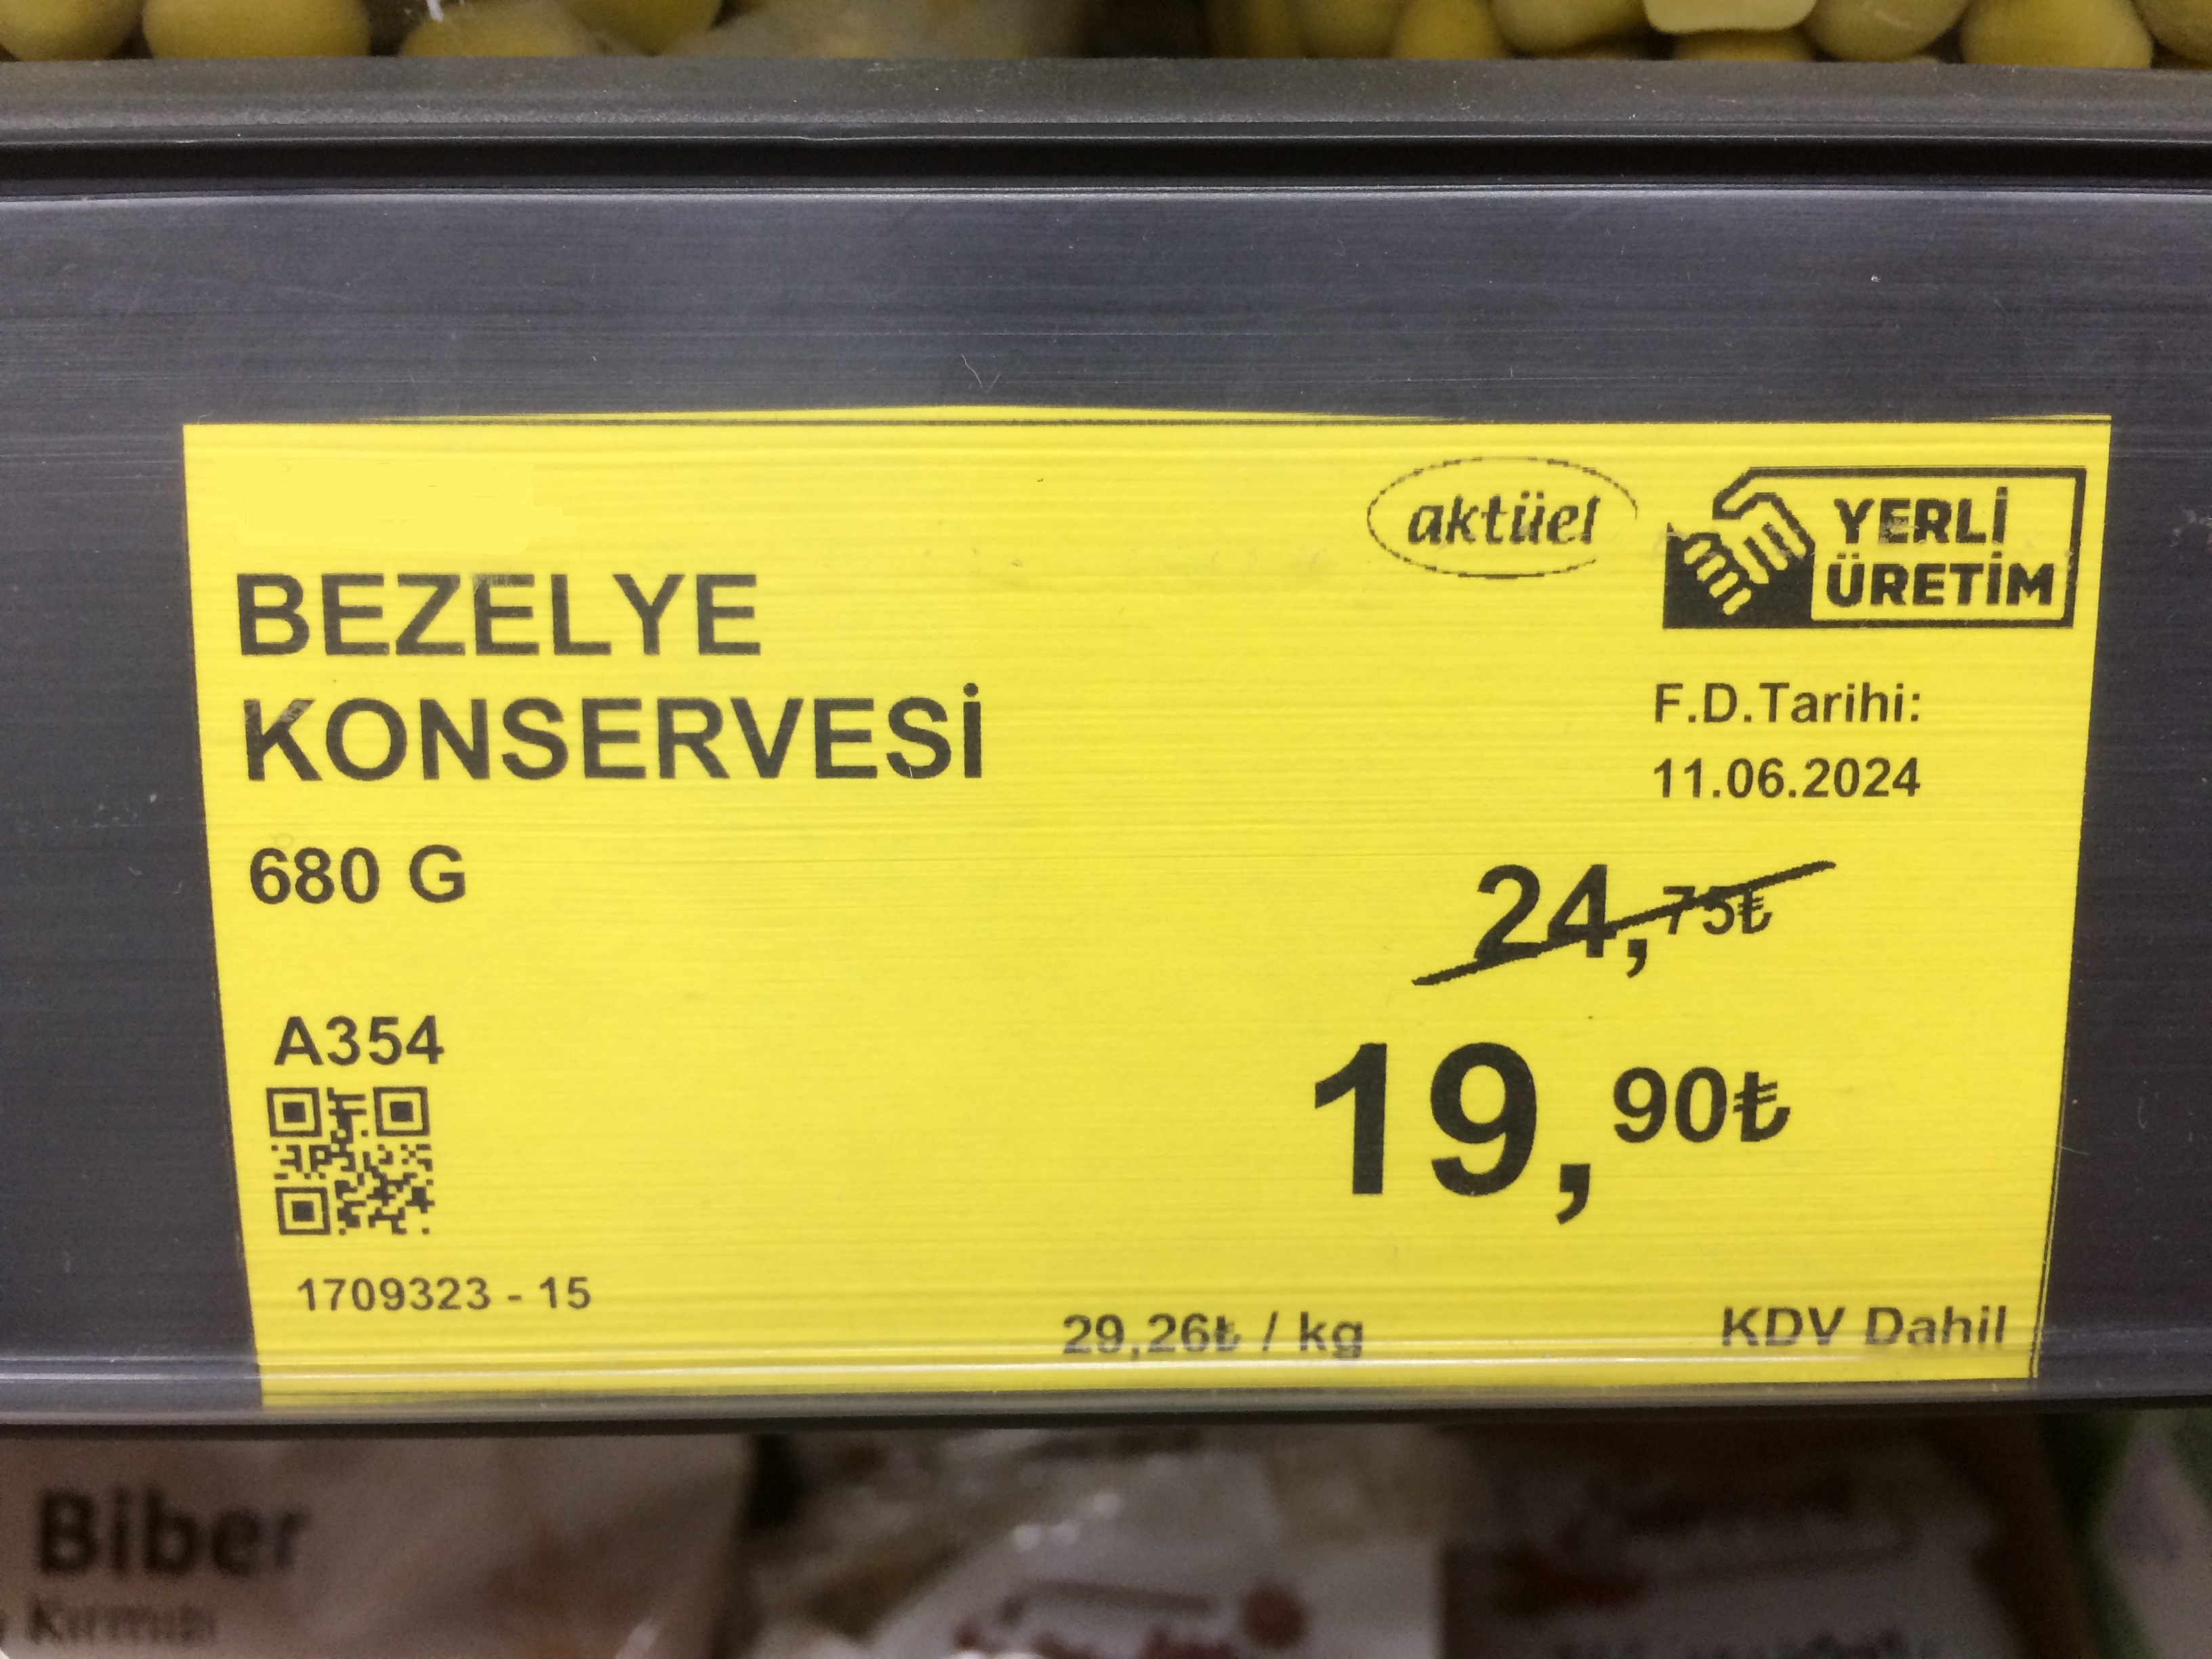 aktüel
YERLİ
ÜRETİM
BEZELYE
KONSERVESİ
680 G
F.D.Tarihi:
11.06.2024
24,75₺
19,90₺
A354
1709323 - 15
29,26₺ / kg
KDV Dahil
Biber
Kırmızı